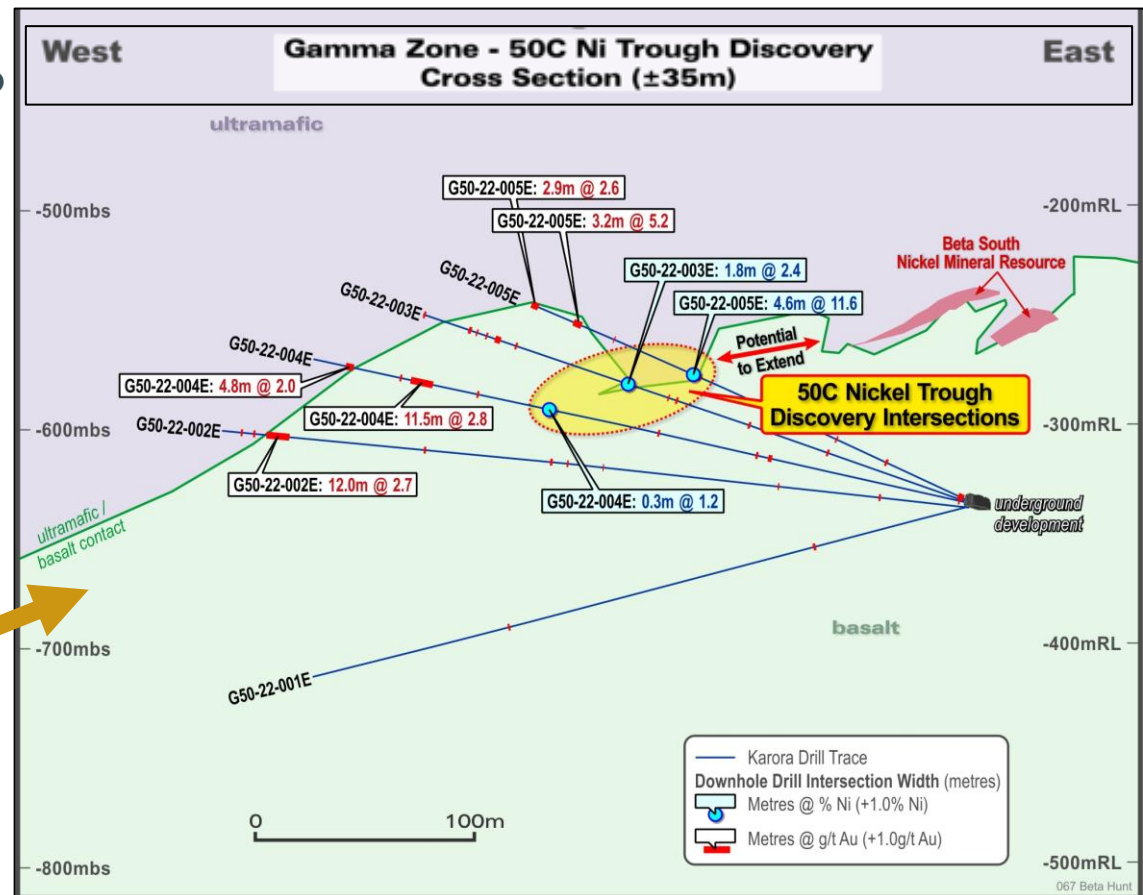 West
Gamma Zone - 50C Ni Trough Discovery
Cross Section (±35m)
East
ultramafic
-500mbs
-200mRL
G50-22-005E: 2.9m @ 2.6
G50-22-005E: 3.2m @ 5.2
Beta South
Nickel Mineral Resource
G50-22-003E: 1.8m @ 2.4
G50-22-005E: 4.6m @ 11.6
G50-22-005E
G50-22-003E
Potential
to Extend
G50-22-004E
G50-22-004E: 4.8m @ 2.0
50C Nickel Trough
Discovery Intersections
G50-22-004E: 11.5m @ 2.8
-600mbs
G50-22-002E
-300mRL
G50-22-002E: 12.0m @ 2.7
G50-22-004E: 0.3m @ 1.2
underground
development
ultramafic /
basalt contact
basalt
-700mbs
-400mRL
G50-22-001E
Karora Drill Trace
Downhole Drill Intersection Width (metres)
Metres @ % Ni (+1.0% Ni)
Metres @ g/t Au (+1.0g/t Au)
0 100m
-800mbs
-500mRL
067 Beta Hunt